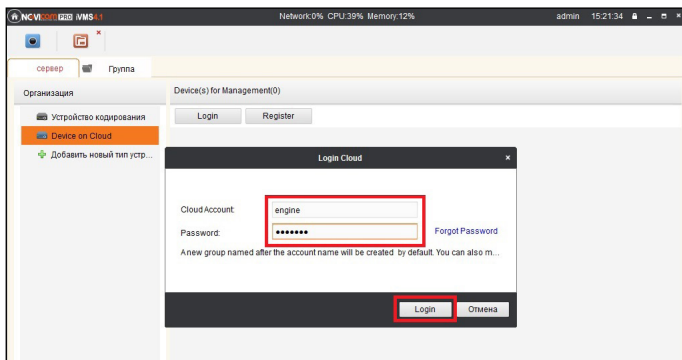 NOVIcam PRO iVMS4.1 Network:0% CPU:39% Memory:12% admin 15:21:34
сервер Группа
Организация Device(s) for Management(0)
Устройство кодирования Login Register
Device on Cloud
Добавить новый тип устр...
Login Cloud
Cloud Account: engine
Password: ●●●●●●● Forgot Password
A new group named after the account name will be created by default. You can also m...
Login Отмена